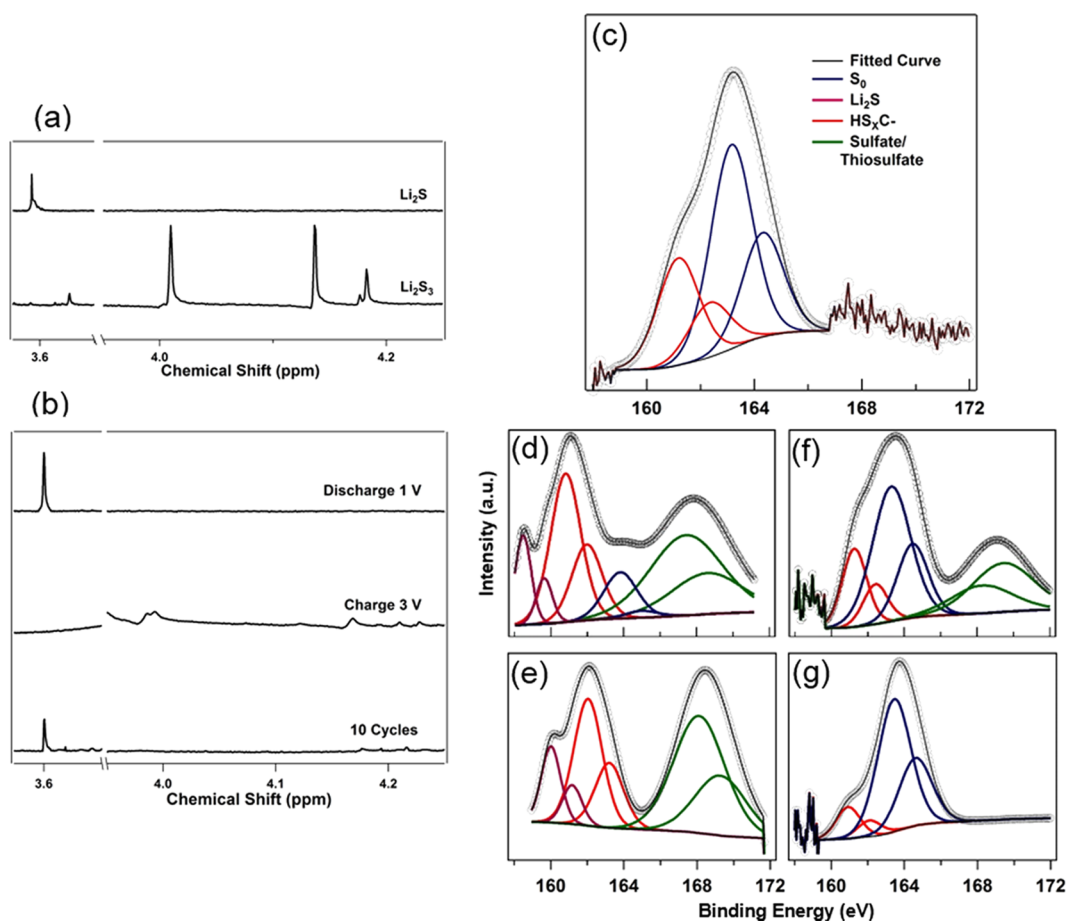 (a)
Li₂S
Li₂S₃
3.6 4.0 4.2
Chemical Shift (ppm)
(b)
Discharge 1 V
Charge 3 V
10 Cycles
3.6 4.0 4.1 4.2
Chemical Shift (ppm)
(c)
Fitted Curve
S₀
Li₂S
HSₓC-
Sulfate/
Thiosulfate
160 164 168 172
Intensity (a.u.)
(d)
(f)
(e)
(g)
160 164 168 172 160 164 168 172
Binding Energy (eV)